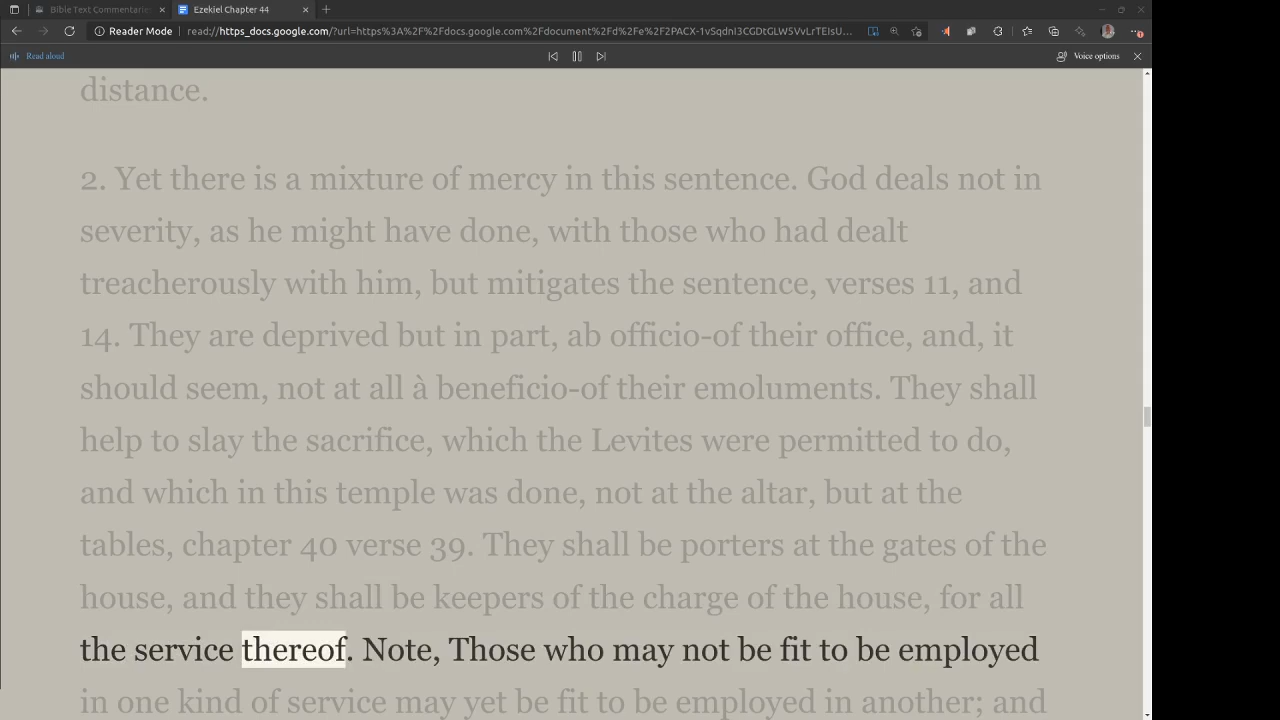 Bible Text Commentarie
Ezekiel Chapter 44
Reader Mode
read://https_docs.google.com/?url=https%3A%2F%2Fdocs.google.com%2Fdocument%2Fd%2Fe%2F2PACX-1vSqdnI3CGDtGLW5VvLrTEIsU...
Read aloud
Voice options
distance.
2. Yet there is a mixture of mercy in this sentence. God deals not in
severity, as he might have done, with those who had dealt
treacherously with him, but mitigates the sentence, verses 11, and
14. They are deprived but in part, ab officio-of their office, and, it
should seem, not at all à beneficio-of their emoluments. They shall
help to slay the sacrifice, which the Levites were permitted to do,
and which in this temple was done, not at the altar, but at the
tables, chapter 40 verse 39. They shall be porters at the gates of the
house, and they shall be keepers of the charge of the house, for all
the service thereof. Note, Those who may not be fit to be employed
in one kind of service may yet be fit to be employed in another; and